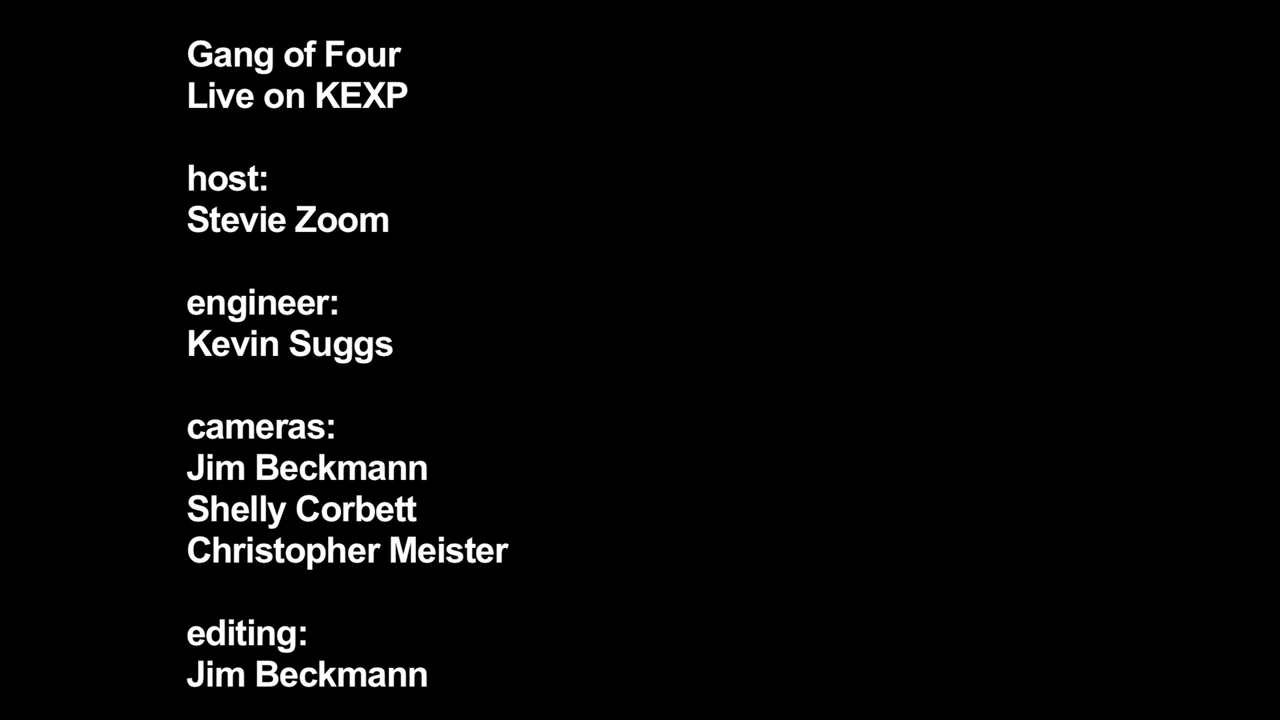 Gang of Four
Live on KEXP
host:
Stevie Zoom
engineer:
Kevin Suggs
cameras:
Jim Beckmann
Shelly Corbett
Christopher Meister
editing:
Jim Beckmann